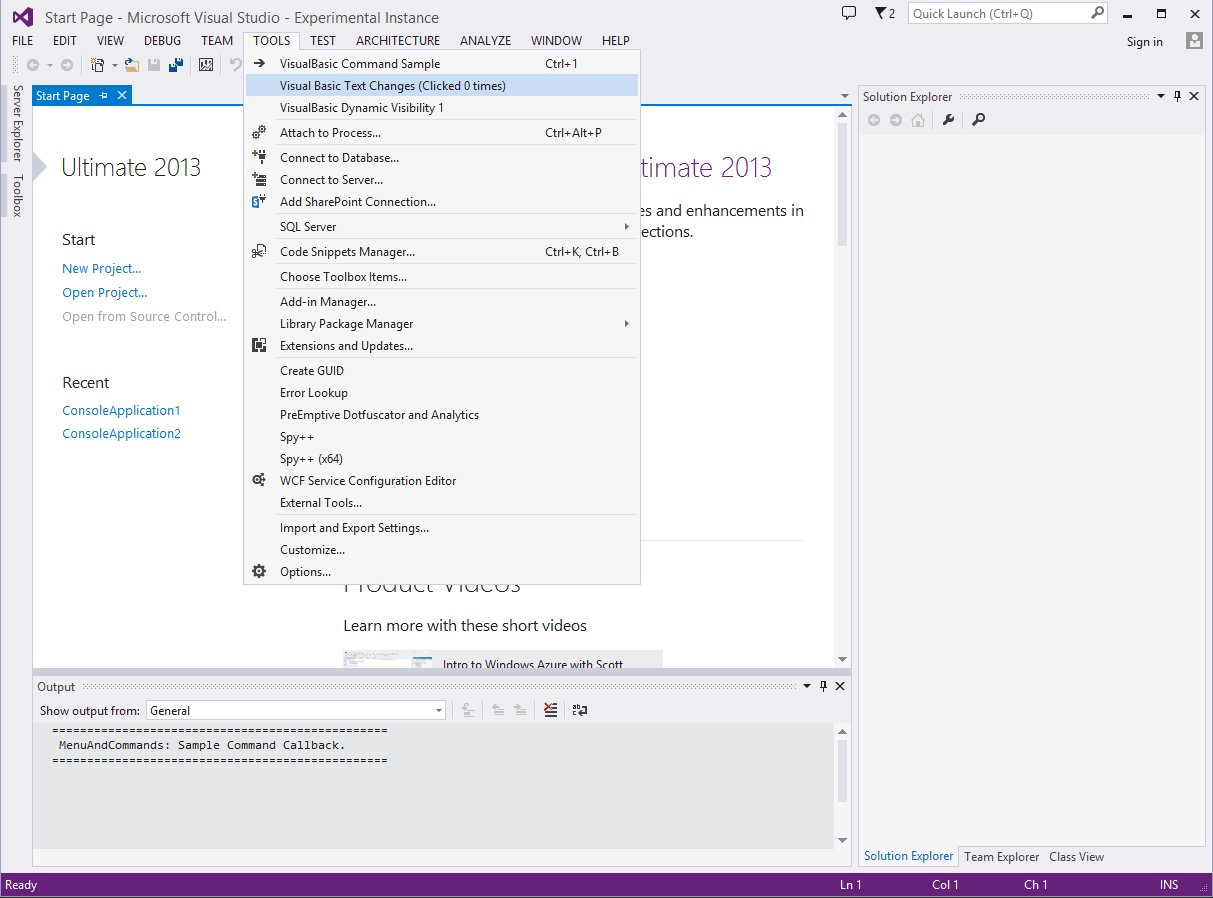 Start Page - Microsoft Visual Studio - Experimental Instance
2
Quick Launch (Ctrl+Q)
FILE EDIT VIEW DEBUG TEAM TOOLS TEST ARCHITECTURE ANALYZE WINDOW HELP
Sign in
Server Explorer
Toolbox
Start Page
Ultimate 2013
Start
New Project...
Open Project...
Open from Source Control...
Recent
ConsoleApplication1
ConsoleApplication2
VisualBasic Command Sample Ctrl+1
Visual Basic Text Changes (Clicked 0 times)
VisualBasic Dynamic Visibility 1
Attach to Process... Ctrl+Alt+P
Connect to Database...
Connect to Server...
Add SharePoint Connection...
SQL Server
Code Snippets Manager... Ctrl+K, Ctrl+B
Choose Toolbox Items...
Add-in Manager...
Library Package Manager
Extensions and Updates...
Create GUID
Error Lookup
PreEmptive Dotfuscator and Analytics
Spy++
Spy++ (x64)
WCF Service Configuration Editor
External Tools...
Import and Export Settings...
Customize...
Options...
timate 2013
es and enhancements in
ections.
Product Videos
Learn more with these short videos
Intro to Windows Azure with Scott
Solution Explorer
Output
Show output from: General
================================================
MenuAndCommands: Sample Command Callback.
================================================
Solution Explorer Team Explorer Class View
Ready Ln 1 Col 1 Ch 1 INS